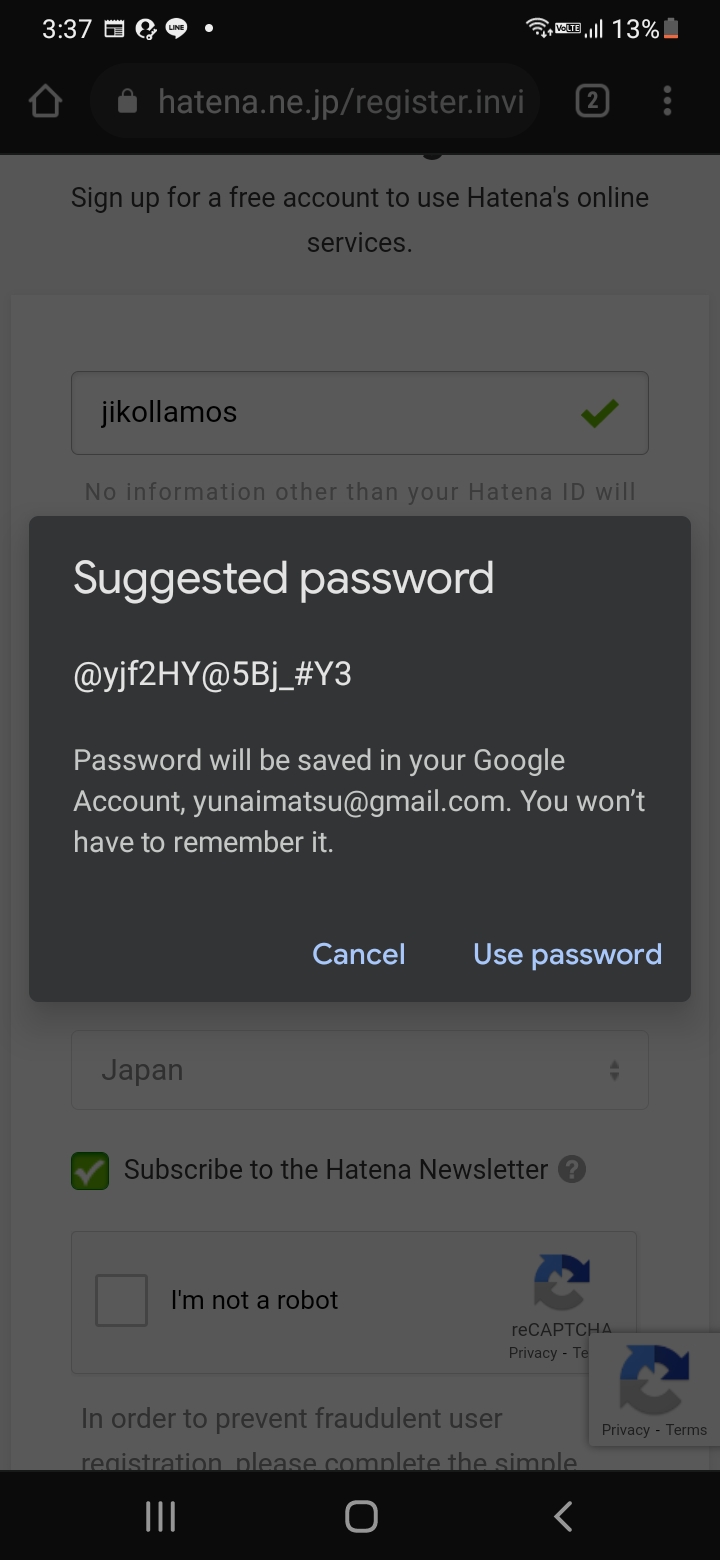 3:37 LINE VoLTE 13%
hatena.ne.jp/register.invi 2
Sign up for a free account to use Hatena's online
services.
jikollamos
No information other than your Hatena ID will
Suggested password
@yjf2HY@5Bj_#Y3
Password will be saved in your Google
Account, yunaimatsu@gmail.com. You won't
have to remember it.
Cancel Use password
Japan
Subscribe to the Hatena Newsletter ?
I'm not a robot
reCAPTCHA
Privacy - Te
Privacy - Terms
In order to prevent fraudulent user
registration, please complete the simple